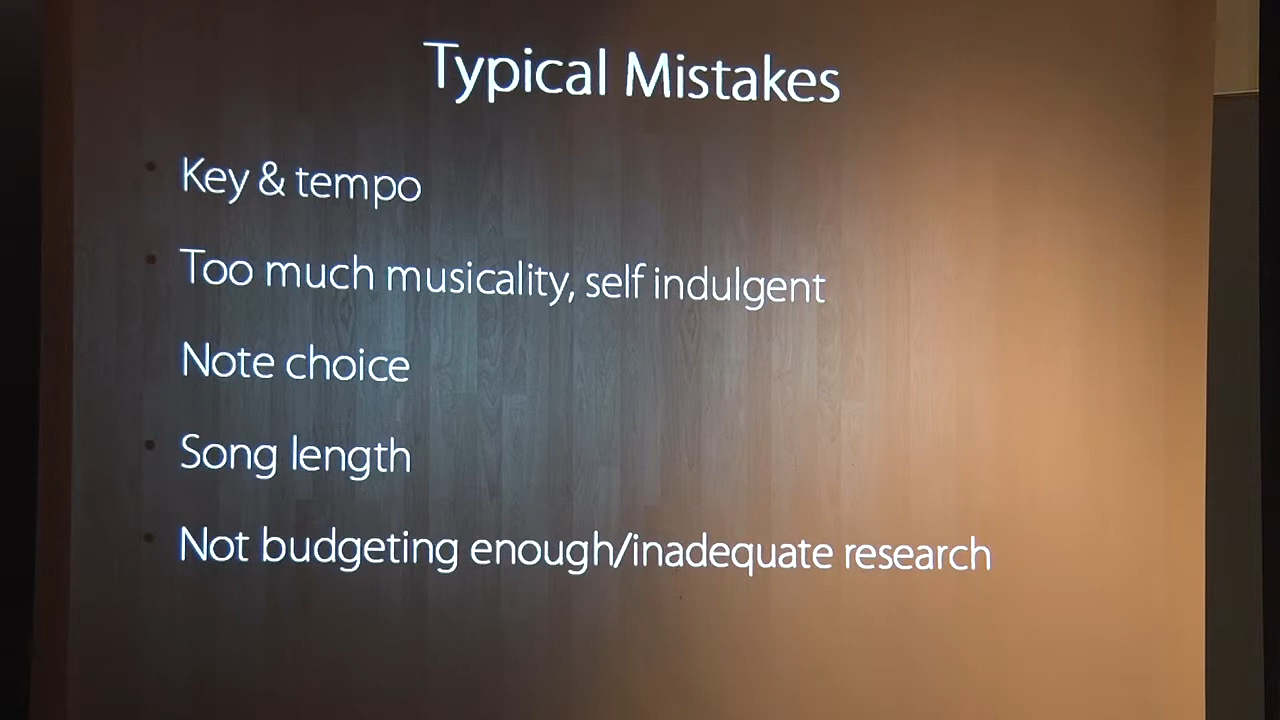 Typical Mistakes
• Key & tempo
• Too much musicality, self indulgent
Note choice
• Song length
• Not budgeting enough/inadequate research